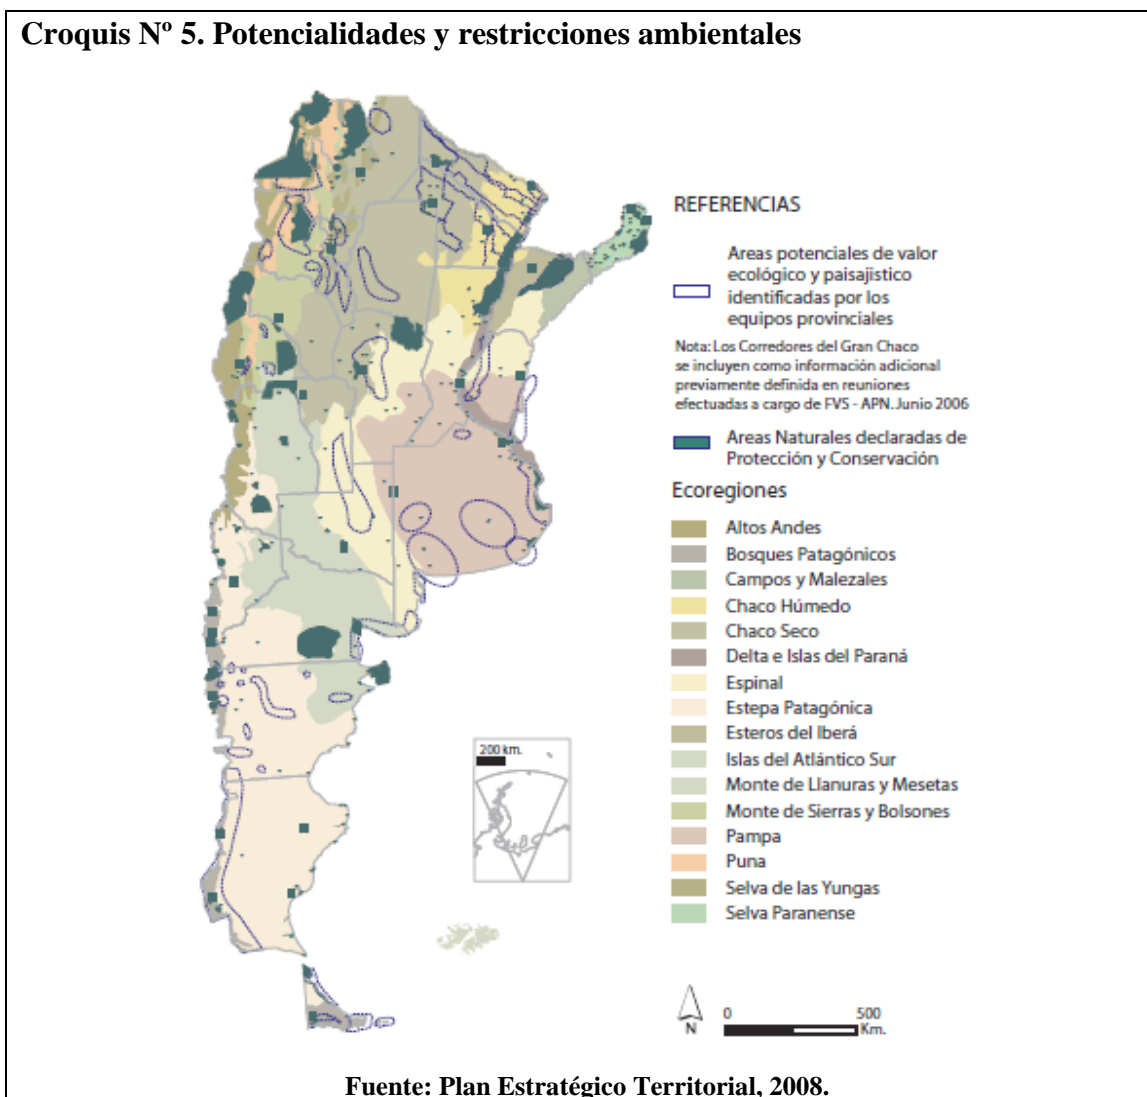 Croquis Nº 5. Potencialidades y restricciones ambientales
REFERENCIAS
Areas potenciales de valor
ecológico y paisajistico
identificadas por los
equipos provinciales
Nota: Los Corredores del Gran Chaco
se incluyen como información adicional
previamente definida en reuniones
efectuadas a cargo de FVS - APN. Junio 2006
Areas Naturales declaradas de
Protección y Conservación
Ecoregiones
Altos Andes
Bosques Patagónicos
Campos y Malezales
Chaco Húmedo
Chaco Seco
Delta e Islas del Paraná
Espinal
Estepa Patagónica
Esteros del Iberá
Islas del Atlántico Sur
Monte de Llanuras y Mesetas
Monte de Sierras y Bolsones
Pampa
Puna
Selva de las Yungas
Selva Paranense
200 km.
N
0 500
Km.
Fuente: Plan Estratégico Territorial, 2008.